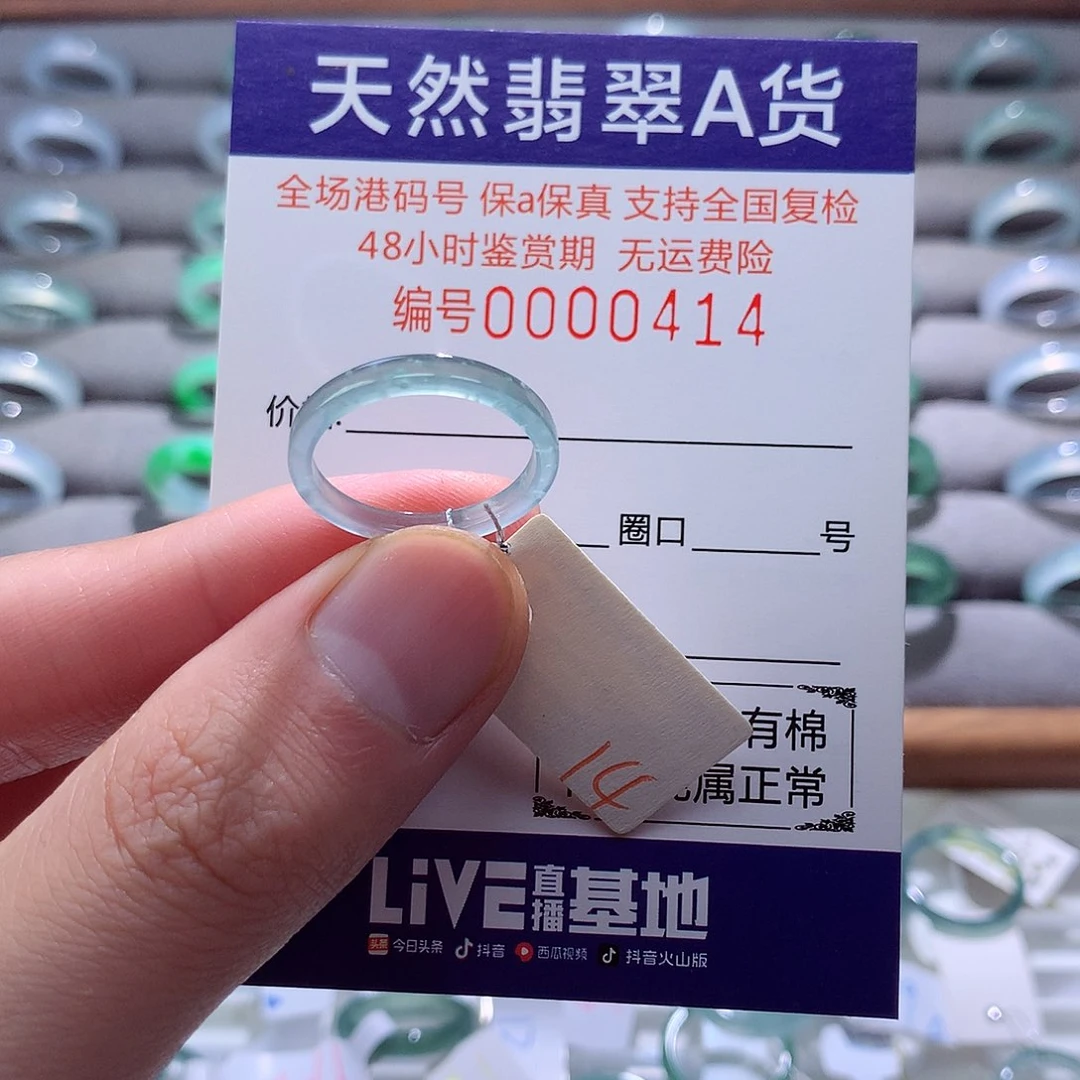 天然翡翠A货
全场港码号 保a保真 支持全国复检
48小时鉴赏期 无运费险
编号0000414
价
圈口 号
有棉
属正常
14
LiVE直播基地
头条 今日头条 抖音 西瓜视频 抖音火山版